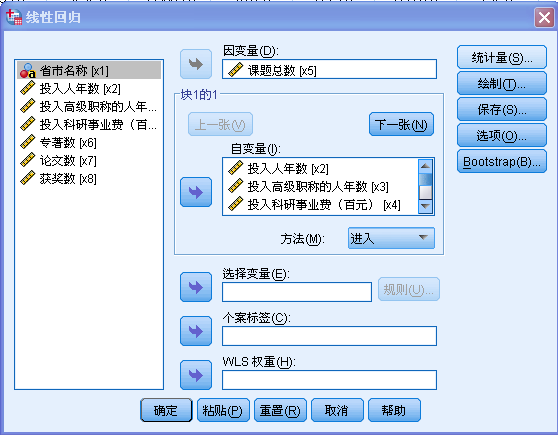 线性回归
省市名称 [x1]
投入人年数 [x2]
投入高级职称的人年...
投入科研事业费（百...
专著数 [x6]
论文数 [x7]
获奖数 [x8]
因变量(D):
课题总数 [x5]
块1的1
上一张(V)
下一张(N)
自变量(I):
投入人年数 [x2]
投入高级职称的人年数 [x3]
投入科研事业费（百元） [x4]
方法(M):
进入
选择变量(E):
规则(U)...
个案标签(C):
WLS 权重(H):
统计量(S)...
绘制(T)...
保存(S)...
选项(O)...
Bootstrap(B)...
确定
粘贴(P)
重置(R)
取消
帮助